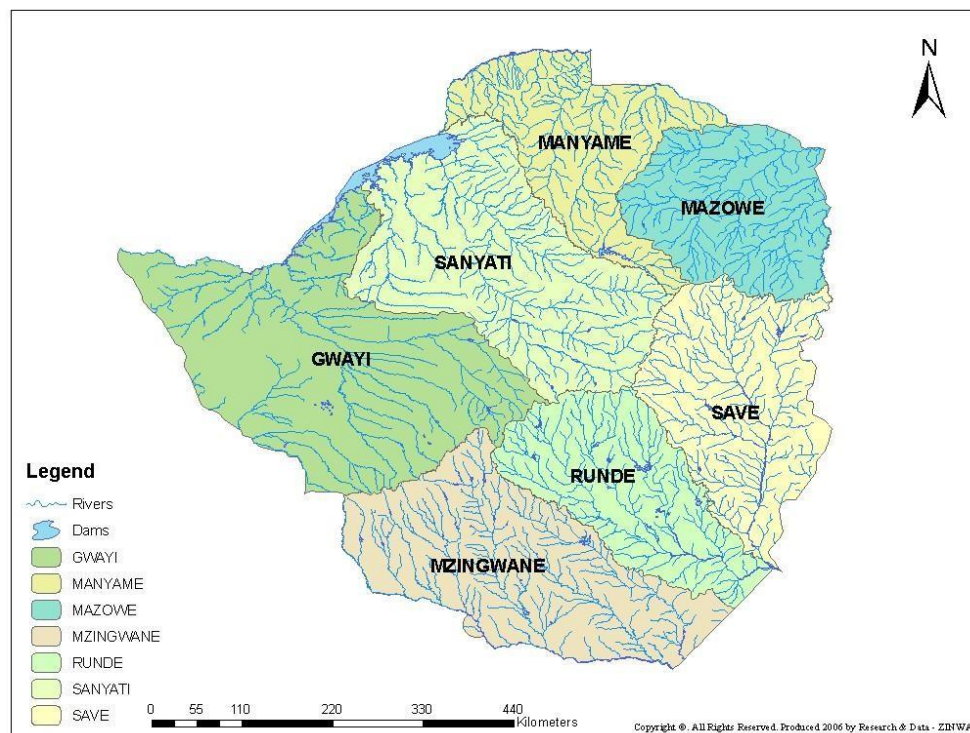 N
MANYAME
MAZOWE
SANYATI
GWAYI
SAVE
RUNDE
MZINGWANE
Legend
Rivers
Dams
GWAYI
MANYAME
MAZOWE
MZINGWANE
RUNDE
SANYATI
SAVE
0 55 110 220 330 440
Kilometers
Copyright ©. All Rights Reserved. Produced 2006 by Research & Data - ZINWA